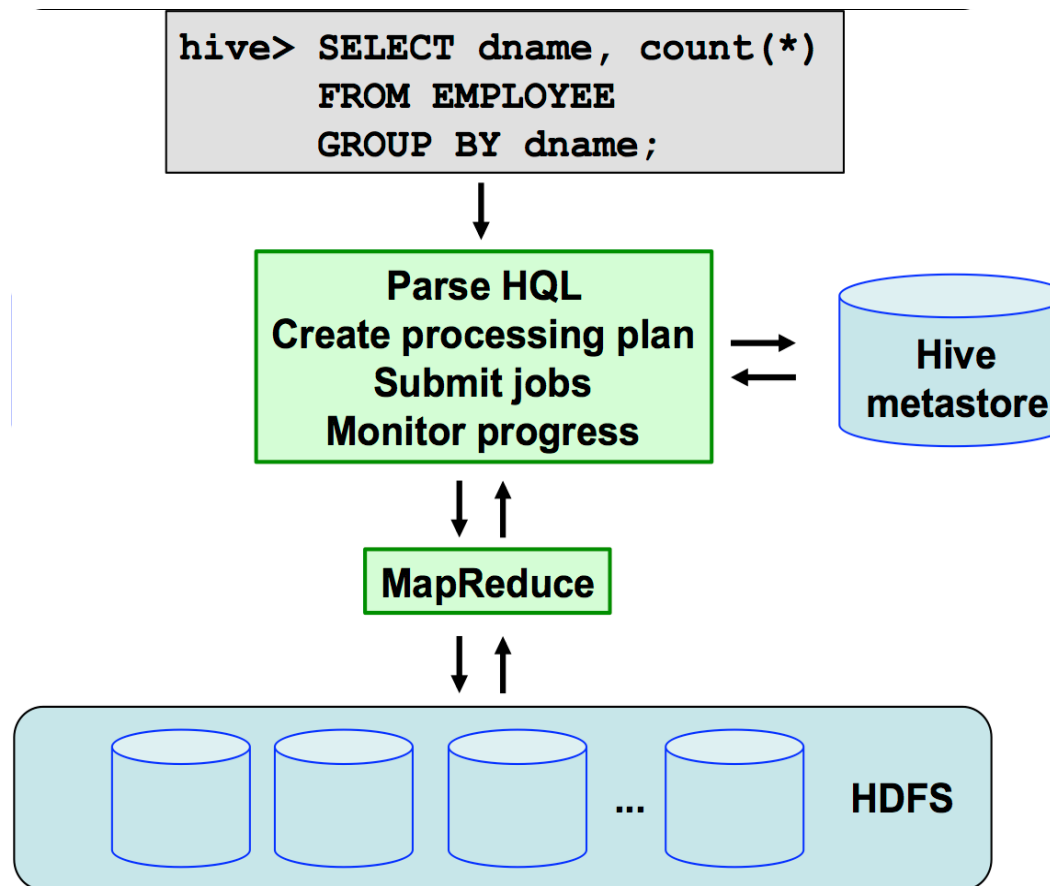 hive> SELECT dname, count(*)
FROM EMPLOYEE
GROUP BY dname;
Parse HQL
Create processing plan
Submit jobs
Monitor progress
Hive
metastore
MapReduce
...
HDFS